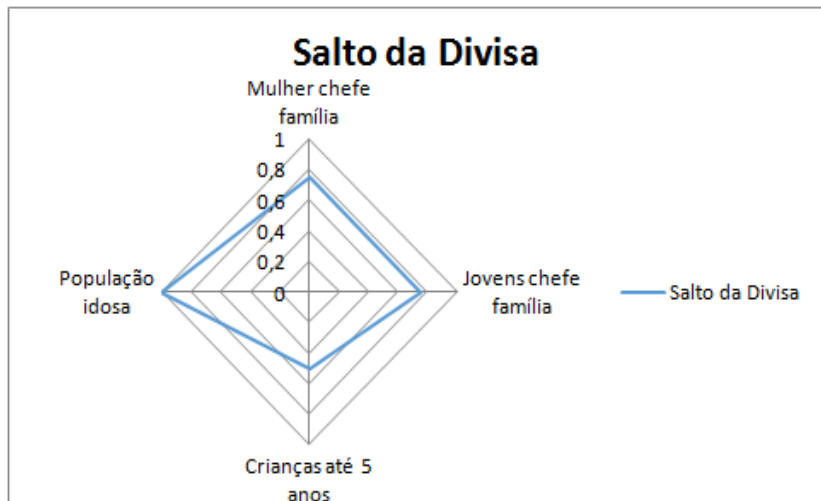 Salto da Divisa
Mulher chefe
família
1
0,8
0,6
0,4
0,2
0
População
idosa
Jovens chefe
família
Salto da Divisa
Crianças até 5
anos